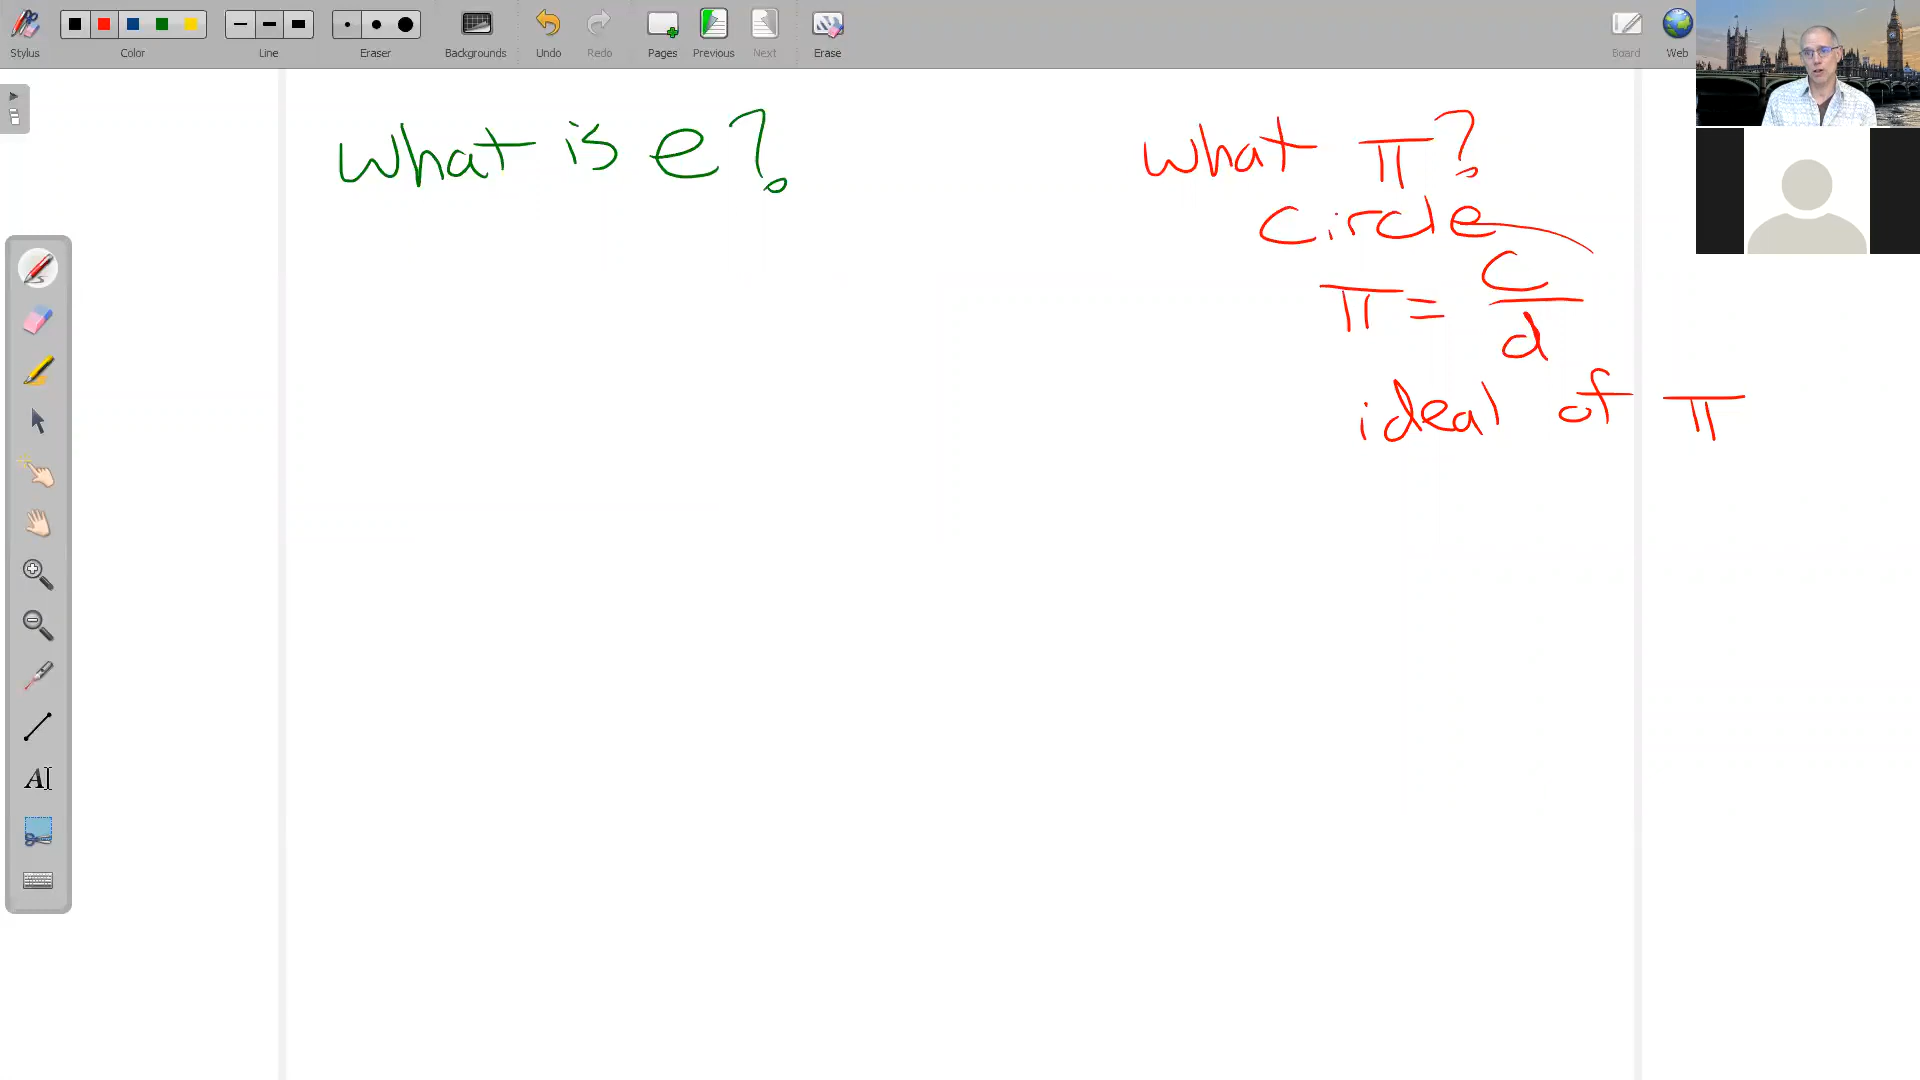 Stylus
Color
Line
Eraser
Backgrounds
Undo
Redo
Pages
Previous
Next
Erase
Board
Web
What is e?
What π?
circle
π = C/d
ideal of π